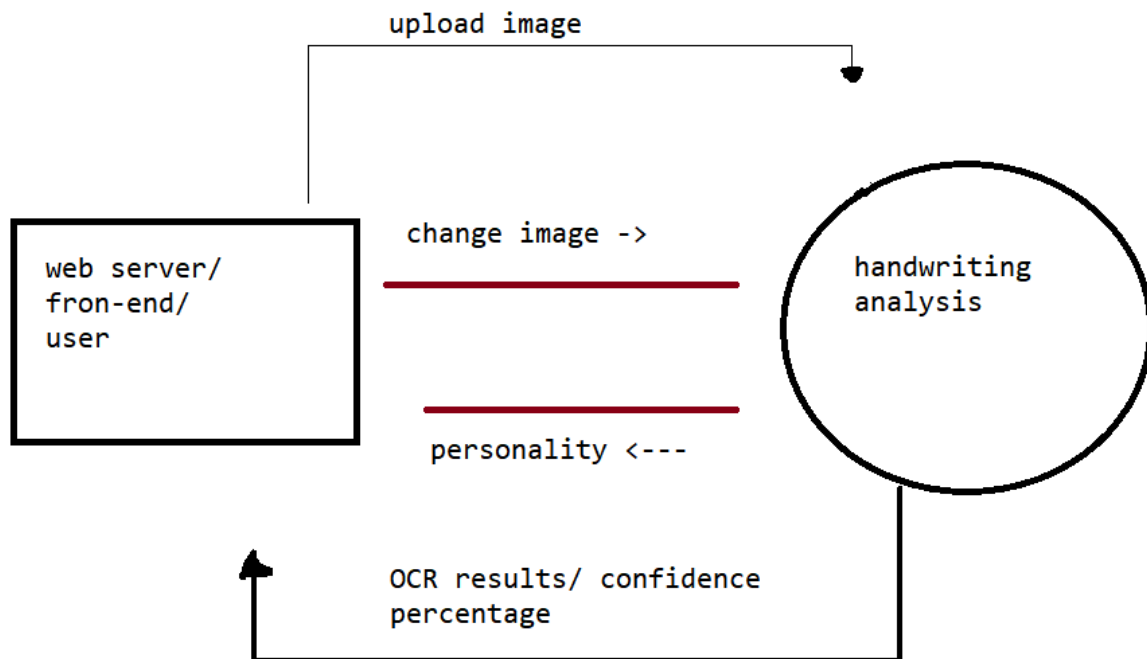 upload image
change image ->
web server/
fron-end/
user
handwriting
analysis
personality <---
OCR results/ confidence
percentage